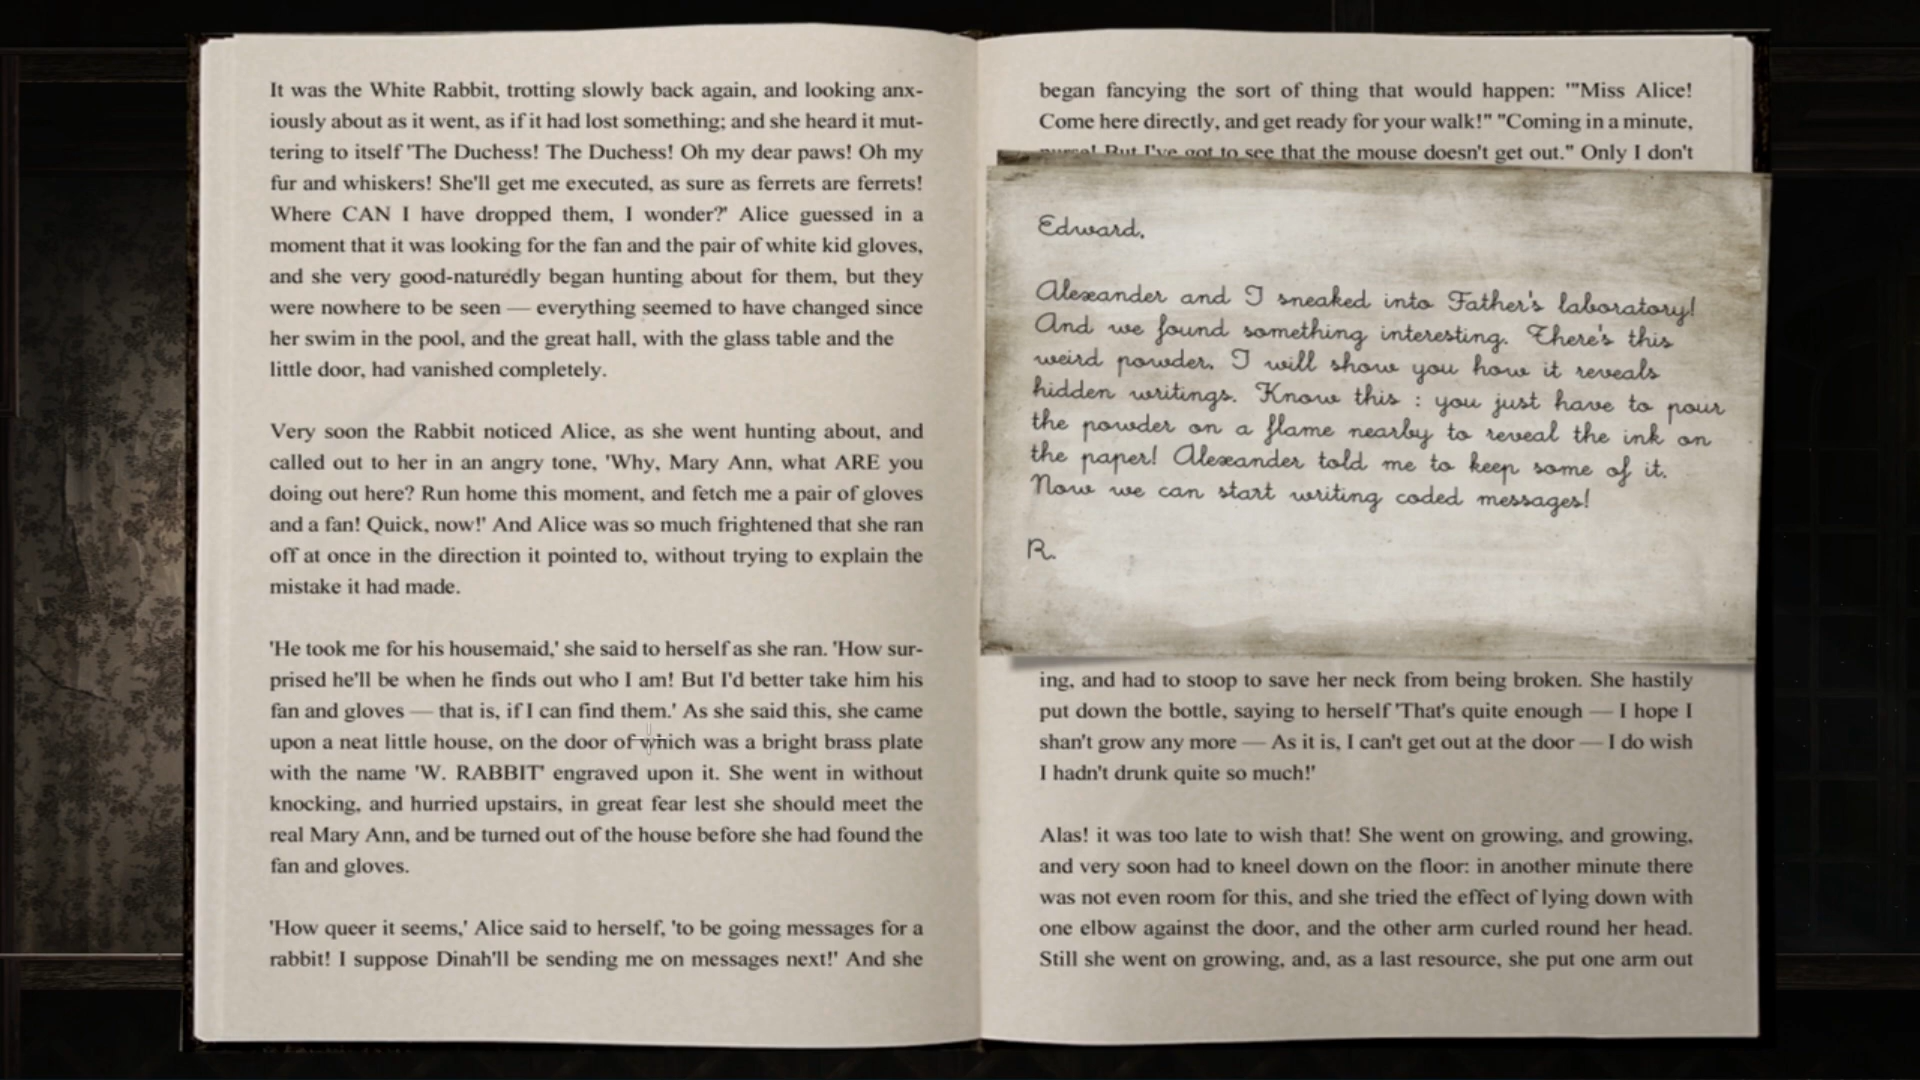 It was the White Rabbit, trotting slowly back again, and looking anx-
iously about as it went, as if it had lost something; and she heard it mut-
tering to itself 'The Duchess! The Duchess! Oh my dear paws! Oh my
fur and whiskers! She'll get me executed, as sure as ferrets are ferrets!
Where CAN I have dropped them, I wonder?' Alice guessed in a
moment that it was looking for the fan and the pair of white kid gloves,
and she very good-naturedly began hunting about for them, but they
were nowhere to be seen — everything seemed to have changed since
her swim in the pool, and the great hall, with the glass table and the
little door, had vanished completely.
Very soon the Rabbit noticed Alice, as she went hunting about, and
called out to her in an angry tone, 'Why, Mary Ann, what ARE you
doing out here? Run home this moment, and fetch me a pair of gloves
and a fan! Quick, now!' And Alice was so much frightened that she ran
off at once in the direction it pointed to, without trying to explain the
mistake it had made.
'He took me for his housemaid,' she said to herself as she ran. 'How sur-
prised he'll be when he finds out who I am! But I'd better take him his
fan and gloves — that is, if I can find them.' As she said this, she came
upon a neat little house, on the door of which was a bright brass plate
with the name 'W. RABBIT' engraved upon it. She went in without
knocking, and hurried upstairs, in great fear lest she should meet the
real Mary Ann, and be turned out of the house before she had found the
fan and gloves.
'How queer it seems,' Alice said to herself, 'to be going messages for a
rabbit! I suppose Dinah'll be sending me on messages next!' And she
began fancying the sort of thing that would happen: '"Miss Alice!
Come here directly, and get ready for your walk!" "Coming in a minute,
nurse! But I've got to see that the mouse doesn't get out." Only I don't
Edward,
Alexander and I sneaked into Father's laboratory!
And we found something interesting. There's this
weird powder. I will show you how it reveals
hidden writings. Know this : you just have to pour
the powder on a flame nearby to reveal the ink on
the paper! Alexander told me to keep some of it.
Now we can start writing coded messages!
R.
ing, and had to stoop to save her neck from being broken. She hastily
put down the bottle, saying to herself 'That's quite enough — I hope I
shan't grow any more — As it is, I can't get out at the door — I do wish
I hadn't drunk quite so much!'
Alas! it was too late to wish that! She went on growing, and growing,
and very soon had to kneel down on the floor: in another minute there
was not even room for this, and she tried the effect of lying down with
one elbow against the door, and the other arm curled round her head.
Still she went on growing, and, as a last resource, she put one arm out